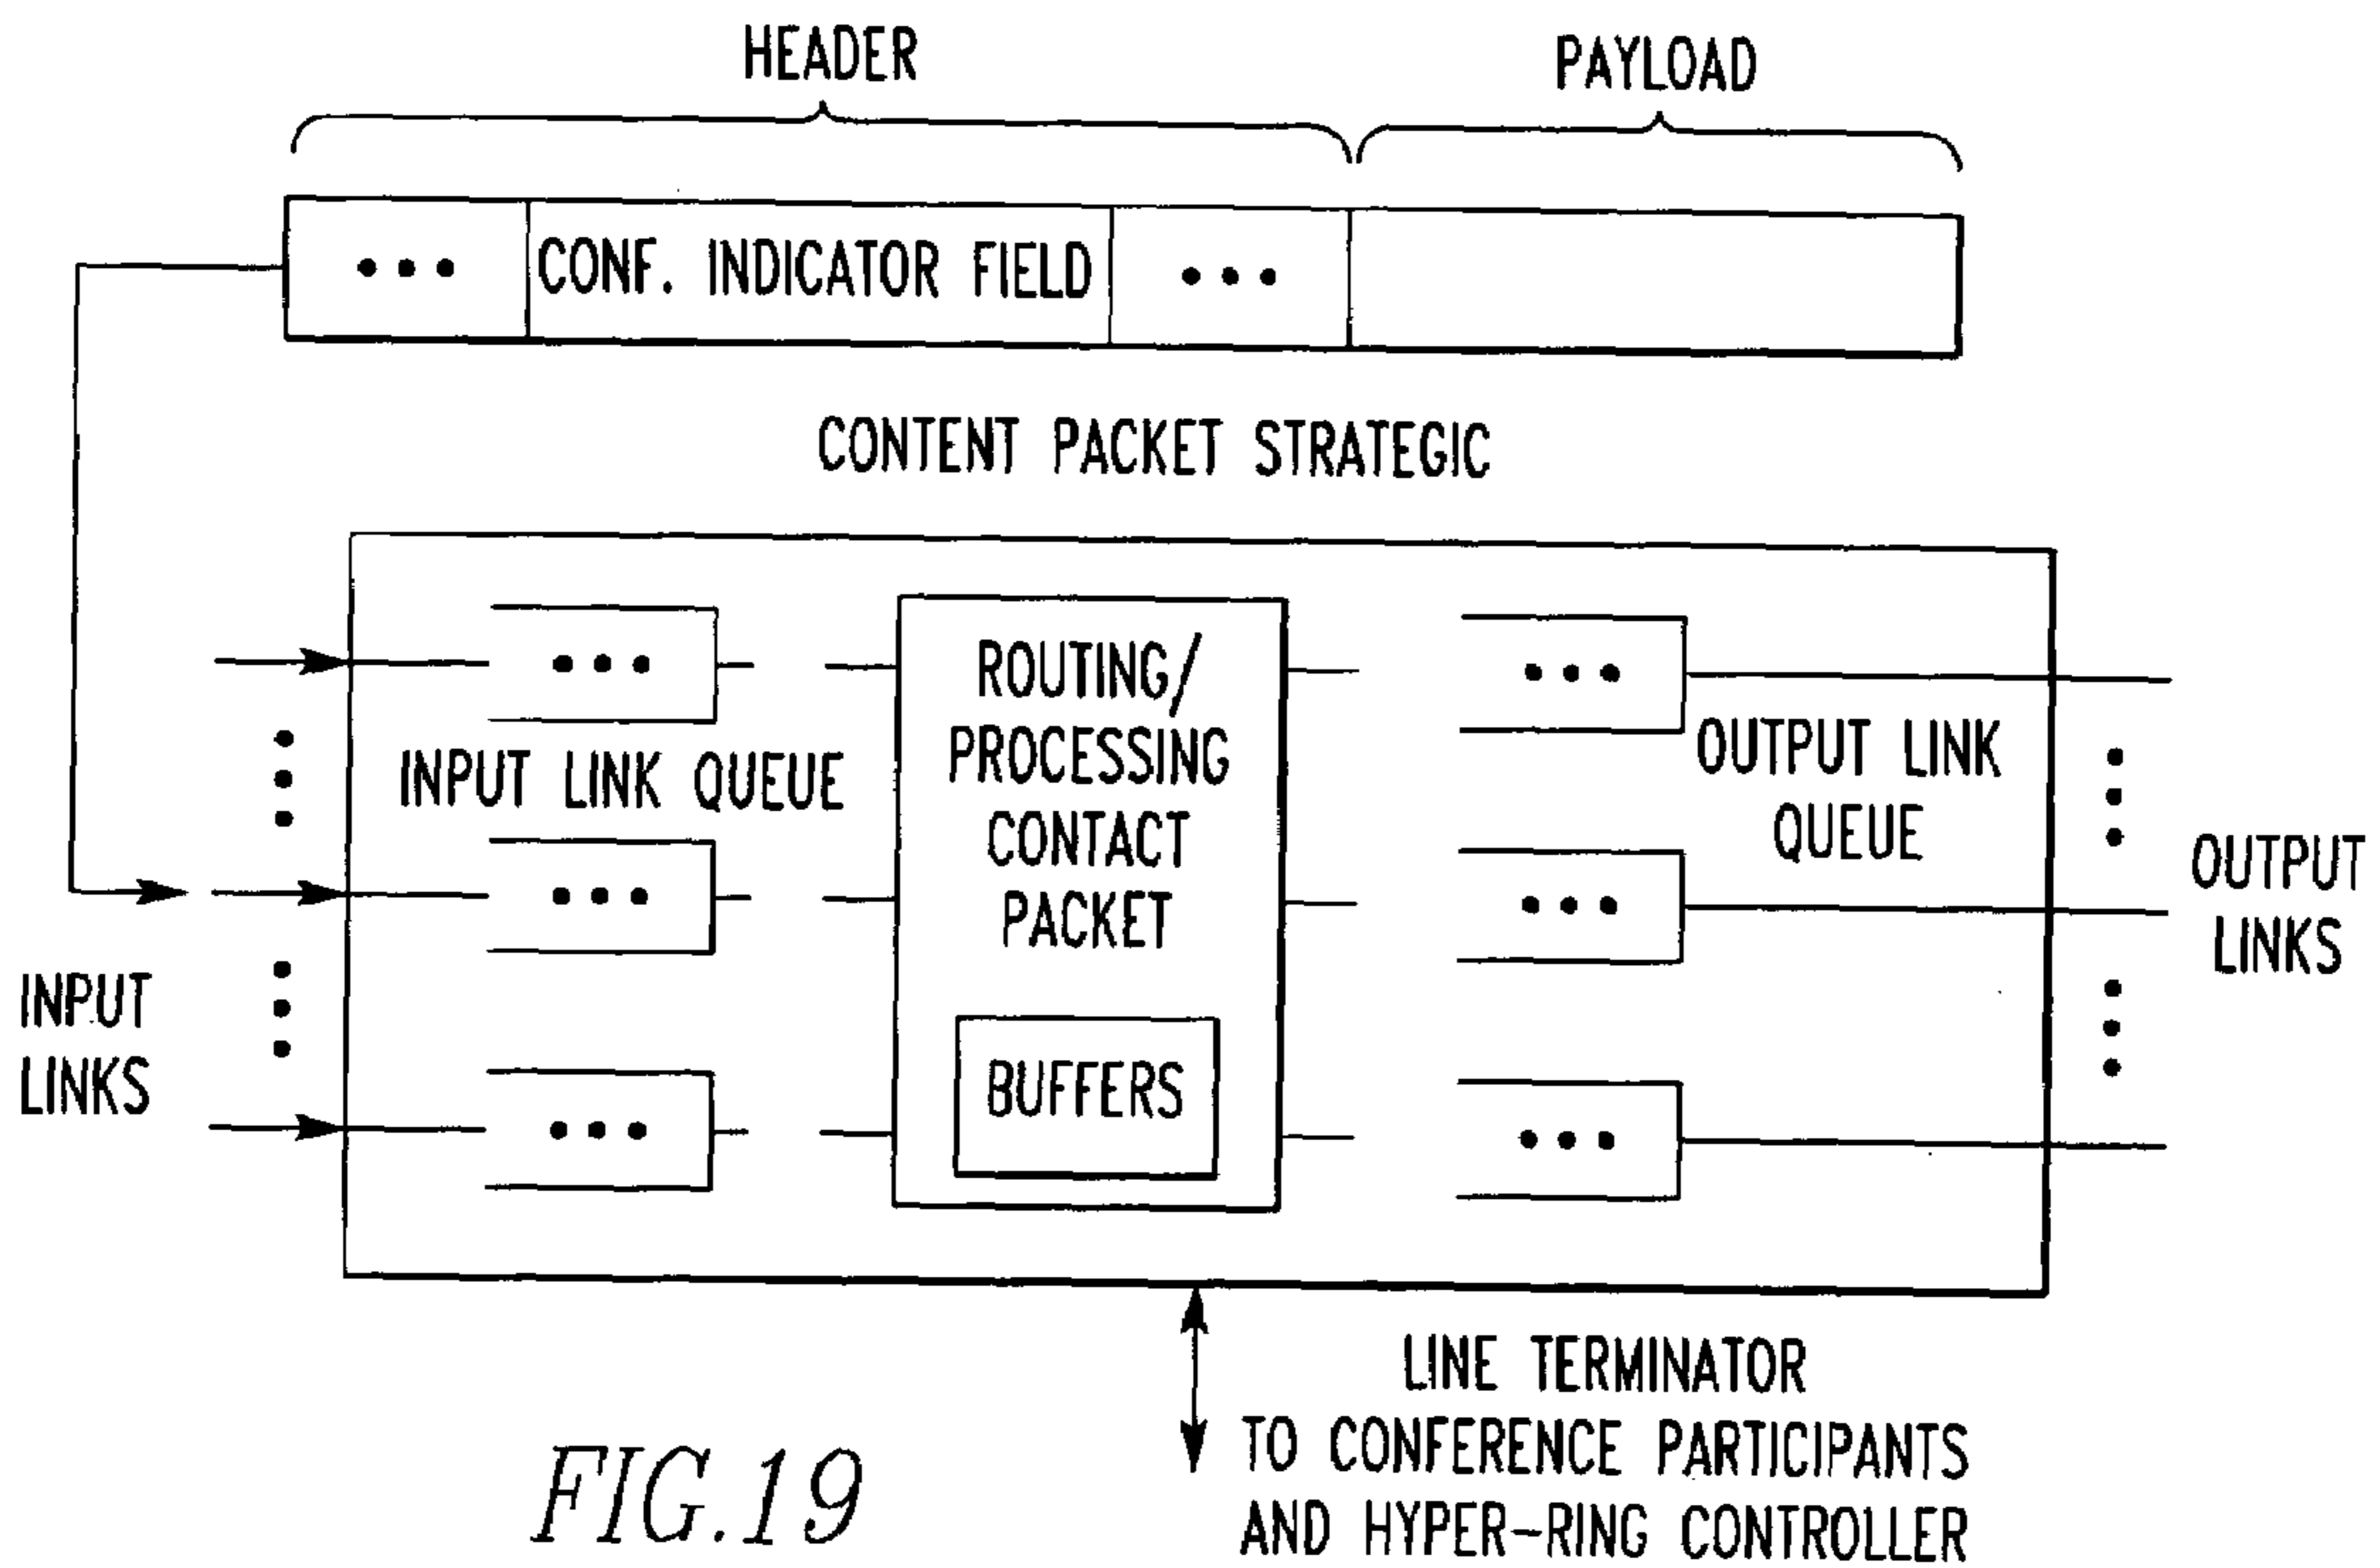 HEADER
PAYLOAD
••• CONF. INDICATOR FIELD •••
CONTENT PACKET STRATEGIC
INPUT LINK QUEUE
ROUTING/
PROCESSING
CONTACT
PACKET
BUFFERS
OUTPUT LINK
QUEUE
INPUT
LINKS
OUTPUT
LINKS
LINE TERMINATOR
TO CONFERENCE PARTICIPANTS
AND HYPER-RING CONTROLLER
FIG.19